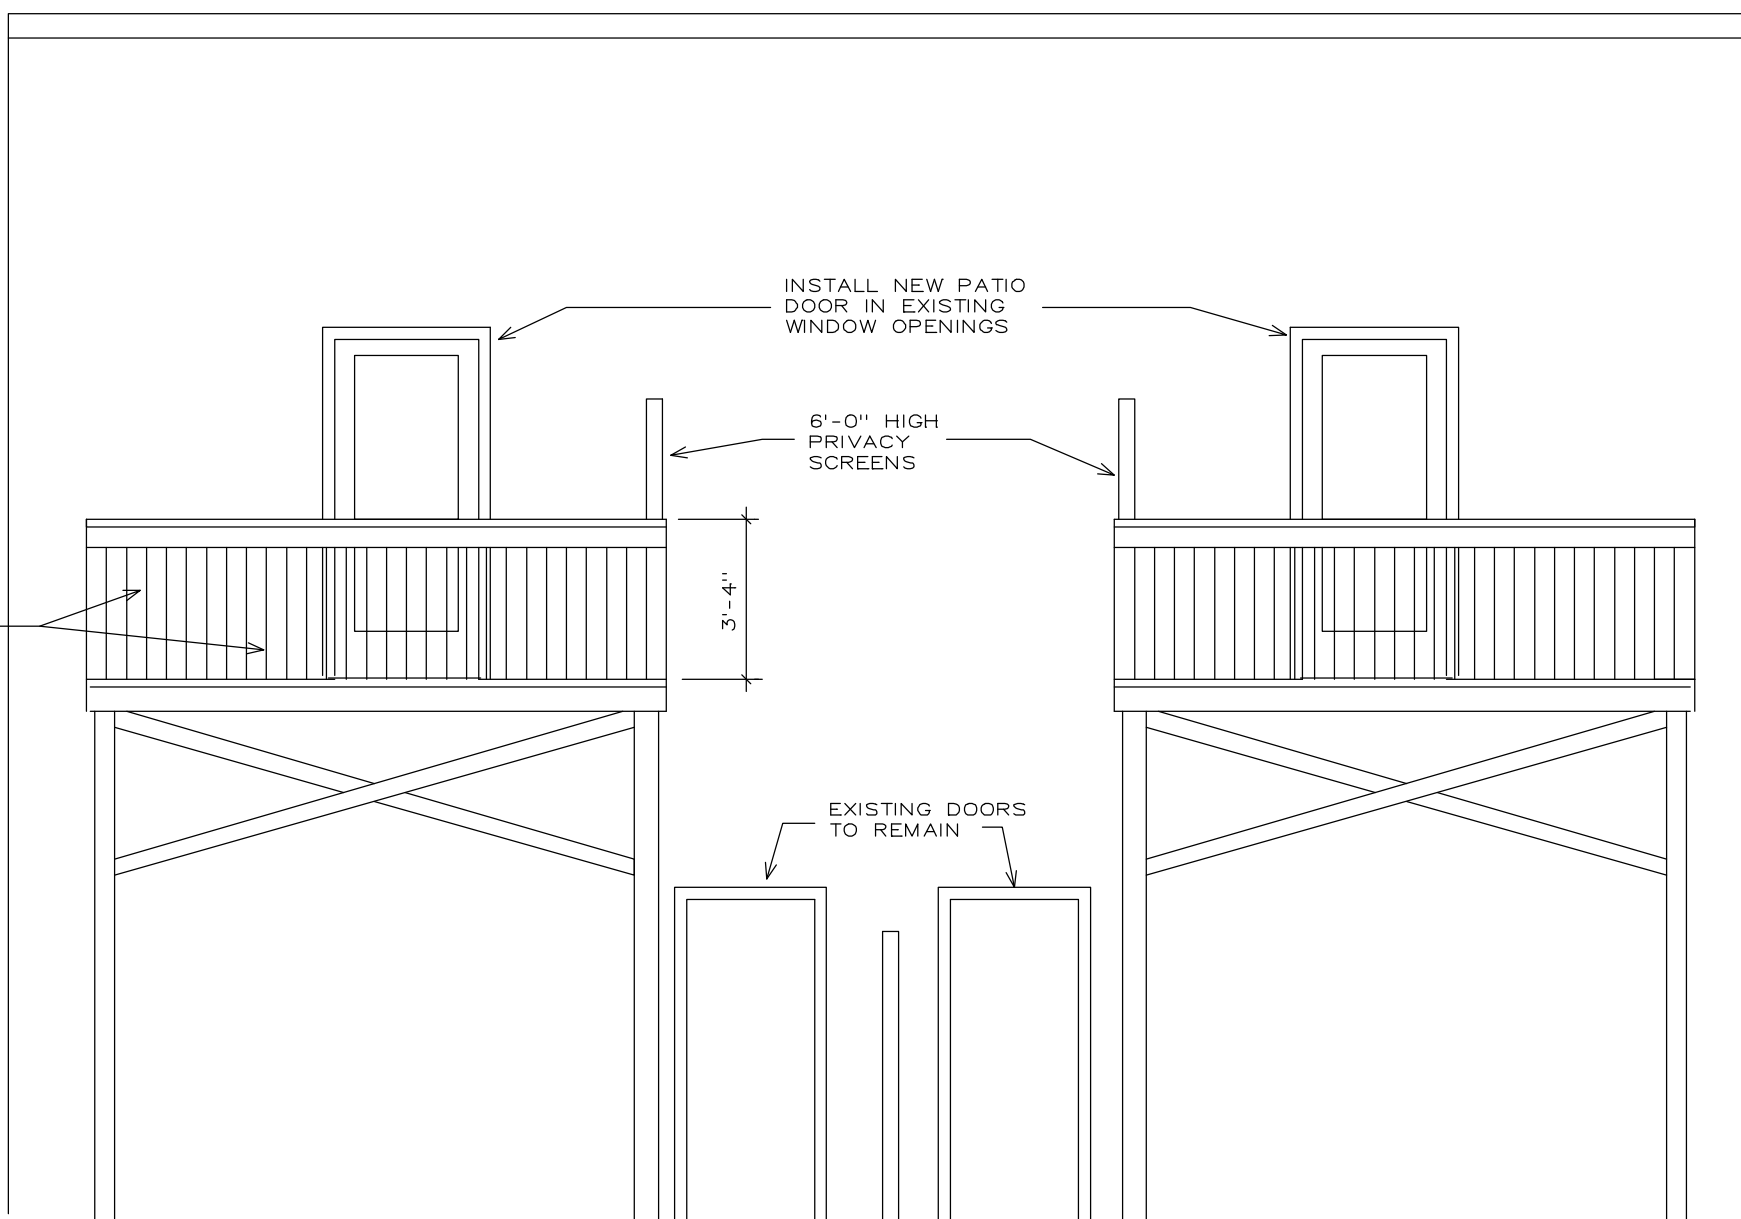 INSTALL NEW PATIO
DOOR IN EXISTING
WINDOW OPENINGS
6'-0" HIGH
PRIVACY
SCREENS
3'-4"
EXISTING DOORS
TO REMAIN